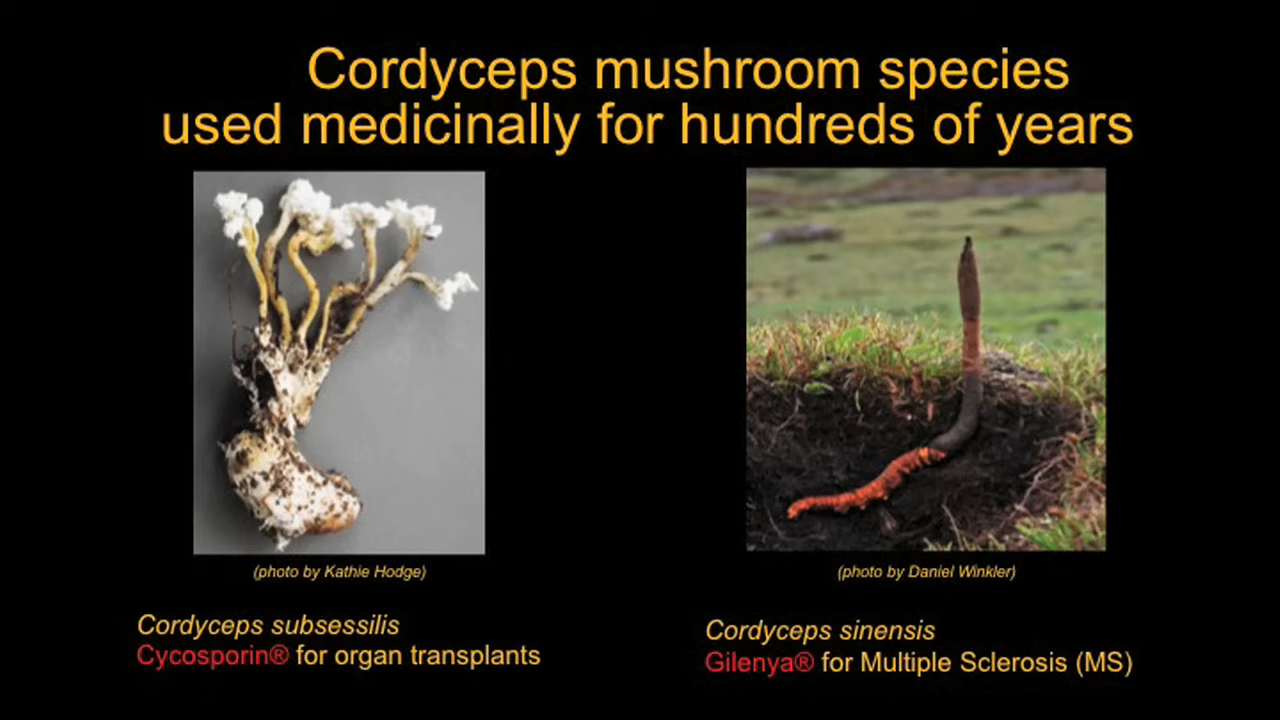 Cordyceps mushroom species
used medicinally for hundreds of years
(photo by Kathie Hodge)
Cordyceps subsessilis
Cycosporin® for organ transplants
(photo by Daniel Winkler)
Cordyceps sinensis
Gilenya® for Multiple Sclerosis (MS)